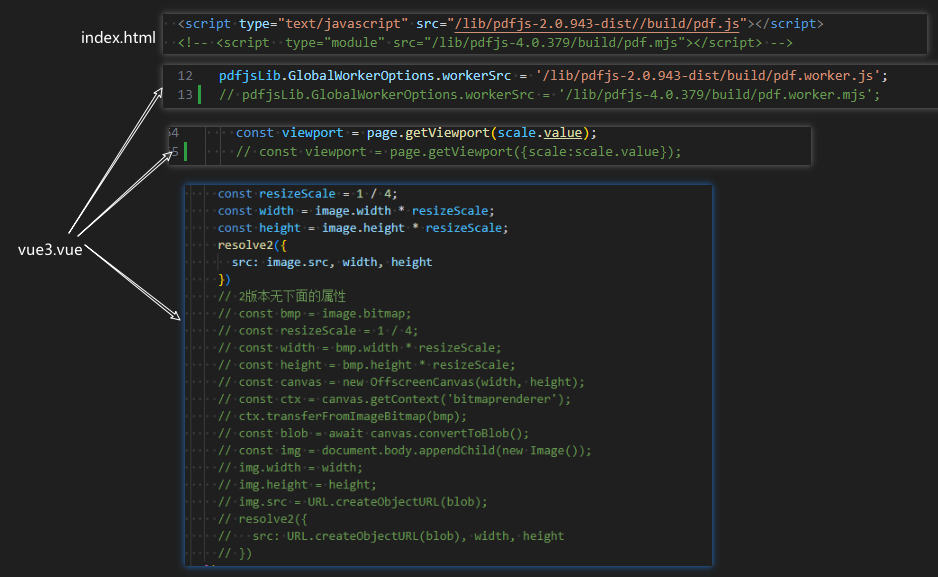 index.html
<script type="text/javascript" src="/lib/pdfjs-2.0.943-dist//build/pdf.js"></script>
<!-- <script type="module" src="/lib/pdfjs-4.0.379/build/pdf.mjs"></script> -->
12 pdfjsLib.GlobalWorkerOptions.workerSrc = '/lib/pdfjs-2.0.943-dist/build/pdf.worker.js';
13 // pdfjsLib.GlobalWorkerOptions.workerSrc = '/lib/pdfjs-4.0.379/build/pdf.worker.mjs';
const viewport = page.getViewport(scale.value);
// const viewport = page.getViewport({scale:scale.value});
vue3.vue
const resizeScale = 1 / 4;
const width = image.width * resizeScale;
const height = image.height * resizeScale;
resolve2({
src: image.src, width, height
})
// 2版本无下面的属性
// const bmp = image.bitmap;
// const resizeScale = 1 / 4;
// const width = bmp.width * resizeScale;
// const height = bmp.height * resizeScale;
// const canvas = new OffscreenCanvas(width, height);
// const ctx = canvas.getContext('bitmaprenderer');
// ctx.transferFromImageBitmap(bmp);
// const blob = await canvas.convertToBlob();
// const img = document.body.appendChild(new Image());
// img.width = width;
// img.height = height;
// img.src = URL.createObjectURL(blob);
// resolve2({
//   src: URL.createObjectURL(blob), width, height
// })